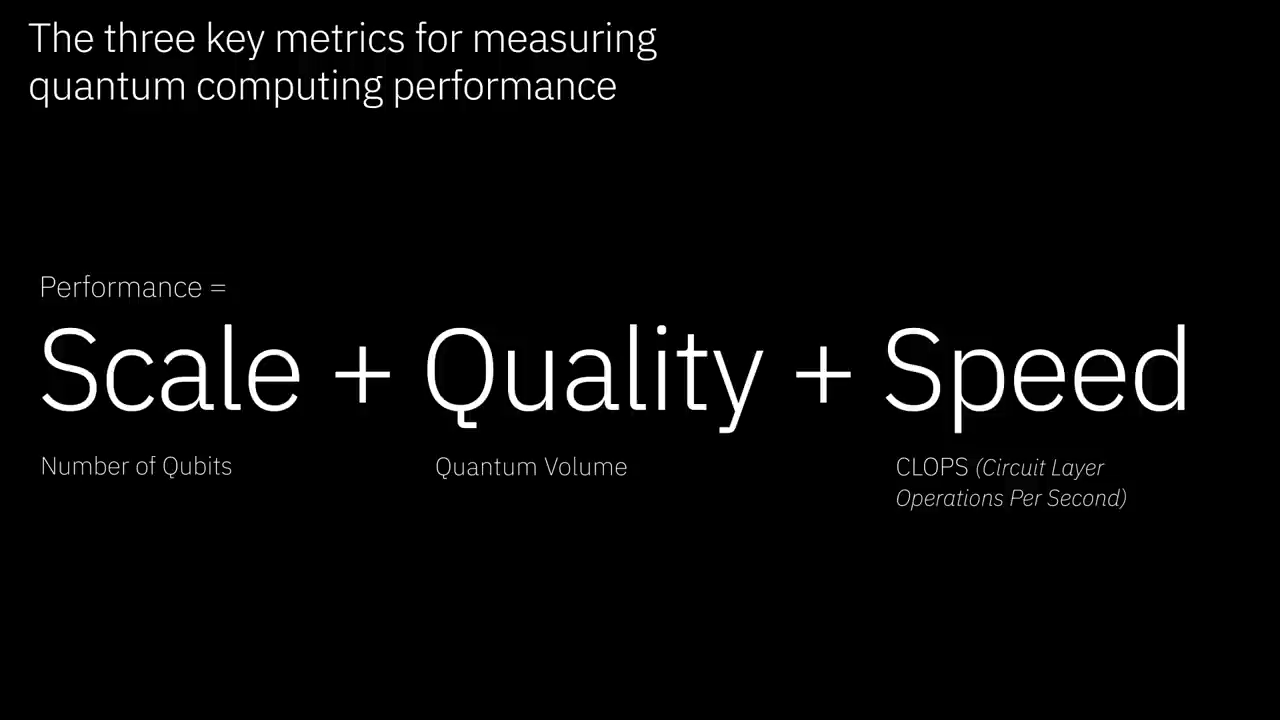 The three key metrics for measuring
quantum computing performance
Performance =
Scale + Quality + Speed
Number of Qubits
Quantum Volume
CLOPS (Circuit Layer
Operations Per Second)